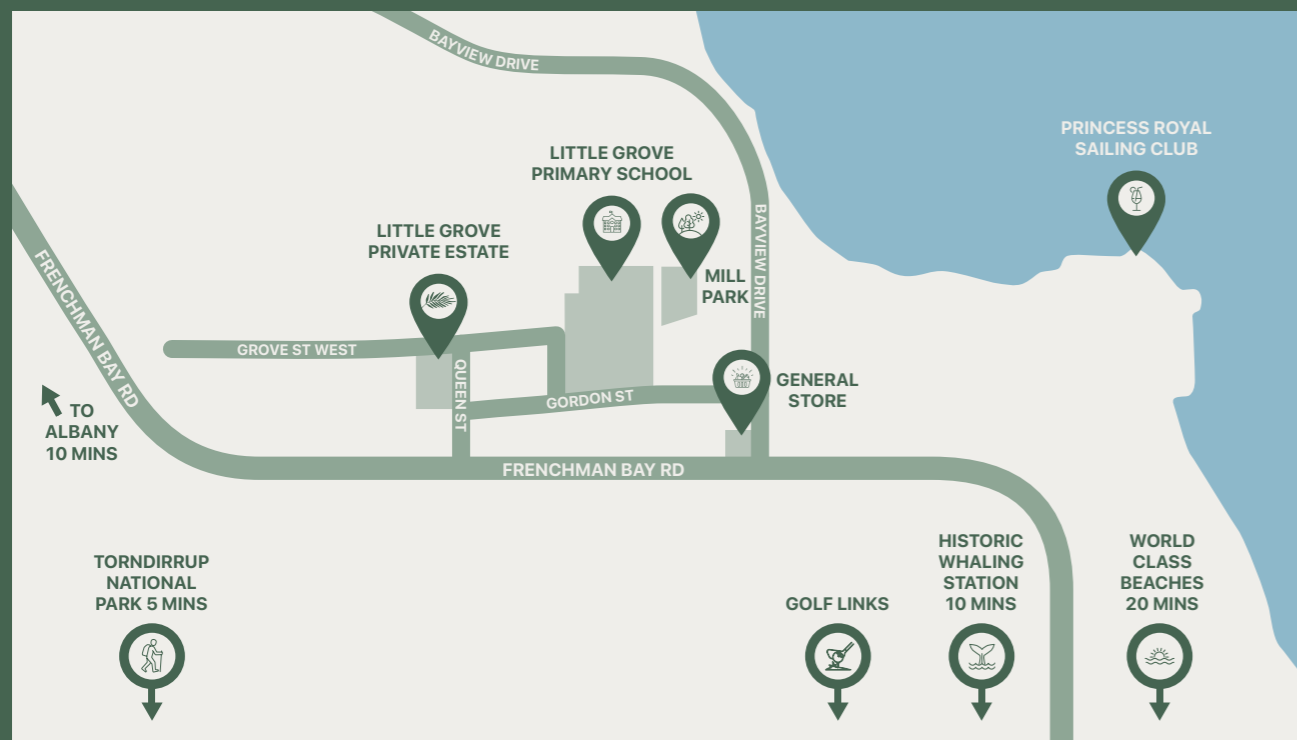 BAYVIEW DRIVE
PRINCESS ROYAL
SAILING CLUB
LITTLE GROVE
PRIMARY SCHOOL
LITTLE GROVE
PRIVATE ESTATE
BAYVIEW DRIVE
MILL
PARK
FRENCHMAN BAY RD
GROVE ST WEST
QUEEN ST
GORDON ST
GENERAL
STORE
TO
ALBANY
10 MINS
FRENCHMAN BAY RD
TORNDIRRUP
NATIONAL
PARK 5 MINS
GOLF LINKS
HISTORIC
WHALING
STATION
10 MINS
WORLD
CLASS
BEACHES
20 MINS